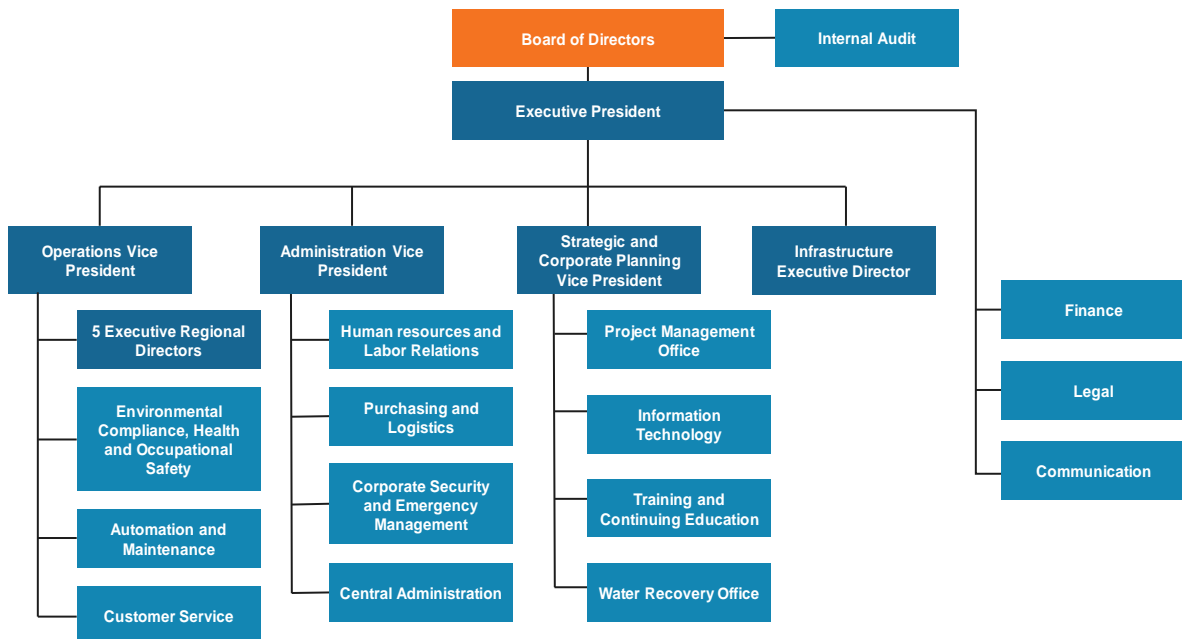 Board of Directors
Internal Audit
Executive President
Operations Vice
President
Administration Vice
President
Strategic and
Corporate Planning
Vice President
Infrastructure
Executive Director
5 Executive Regional
Directors
Environmental
Compliance, Health
and Occupational
Safety
Automation and
Maintenance
Customer Service
Human resources and
Labor Relations
Purchasing and
Logistics
Corporate Security
and Emergency
Management
Central Administration
Project Management
Office
Information
Technology
Training and
Continuing Education
Water Recovery Office
Finance
Legal
Communication